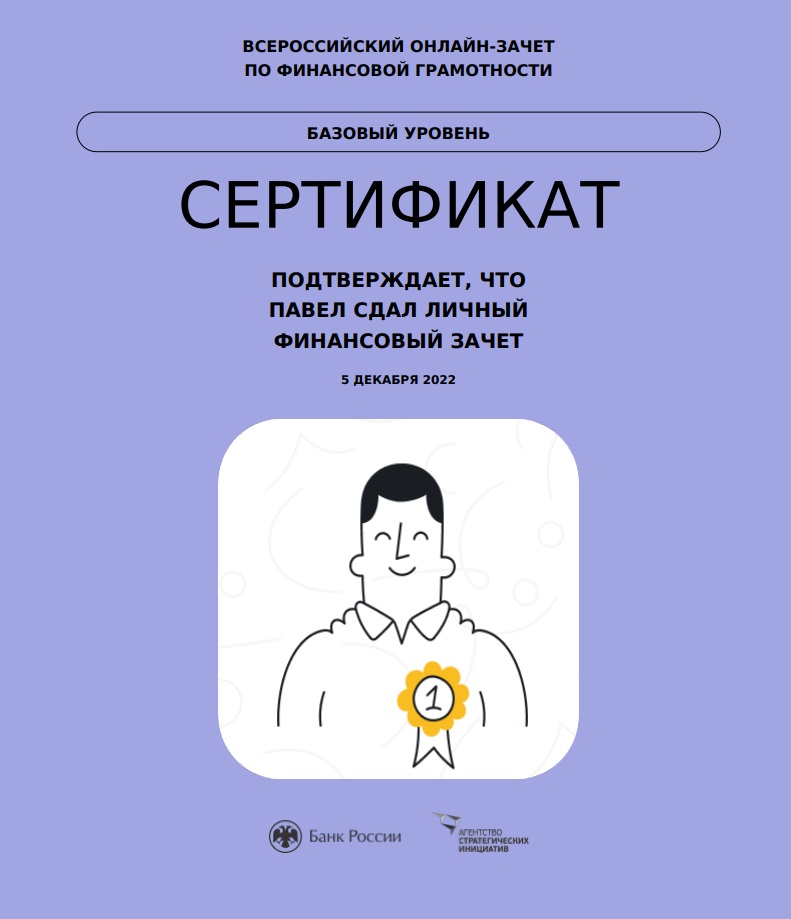 ВСЕРОССИЙСКИЙ ОНЛАЙН-ЗАЧЕТ
ПО ФИНАНСОВОЙ ГРАМОТНОСТИ
БАЗОВЫЙ УРОВЕНЬ
СЕРТИФИКАТ
ПОДТВЕРЖДАЕТ, ЧТО
ПАВЕЛ СДАЛ ЛИЧНЫЙ
ФИНАНСОВЫЙ ЗАЧЕТ
5 ДЕКАБРЯ 2022
1
Банк России
АГЕНТСТВО
СТРАТЕГИЧЕСКИХ
ИНИЦИАТИВ